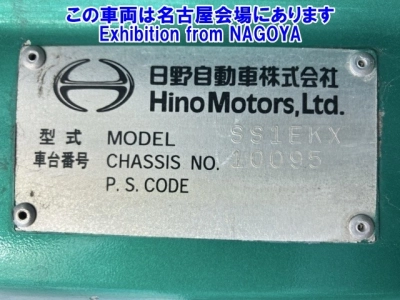 この車両は名古屋会場にあります
Exhibition from NAGOYA
日野自動車株式会社
Hino Motors, Ltd.
型式 MODEL SS1EKX
車台番号 CHASSIS NO. 10095
P. S. CODE